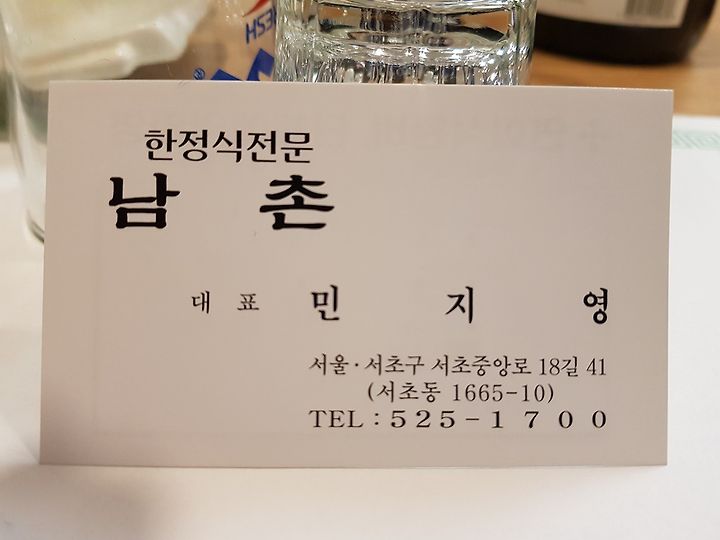 ESH
한정식전문
남 촌
대 표 민 지 영
서울·서초구 서초중앙로 18길 41
(서초동 1665-10)
TEL : 525-1700